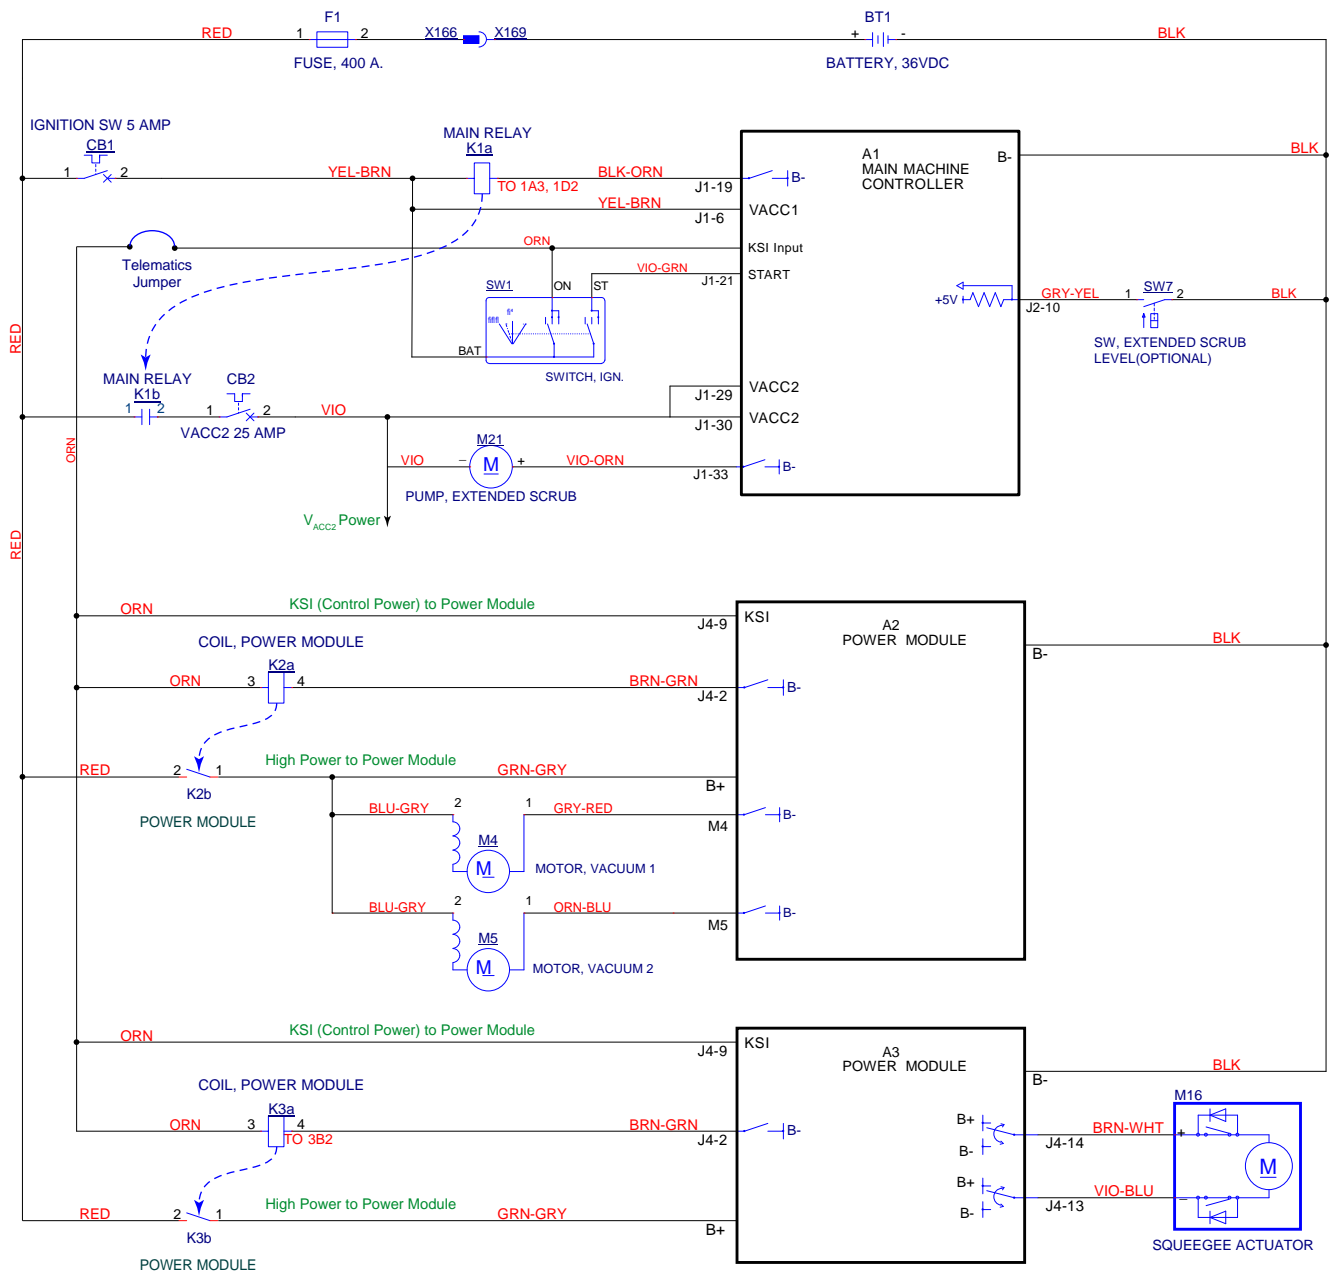 F1
BT1
RED
1
2
X166
X169
+
-
BLK
FUSE, 400 A.
BATTERY, 36VDC
IGNITION SW 5 AMP
CB1
1
2
YEL-BRN
MAIN RELAY
K1a
TO 1A3, 1D2
BLK-ORN
J1-19
B-
A1
MAIN MACHINE
CONTROLLER
B-
BLK
YEL-BRN
J1-6
VACC1
ORN
KSI Input
Telematics
Jumper
VIO-GRN
J1-21
START
SW1
ON
ST
BAT
SWITCH, IGN.
+5V
GRY-YEL
J2-10
1
SW7
2
BLK
SW, EXTENDED SCRUB
LEVEL(OPTIONAL)
RED
MAIN RELAY
K1b
1
2
CB2
1
2
VACC2 25 AMP
VIO
J1-29
VACC2
J1-30
VACC2
ORN
VIO
M21
–
M
+
VIO-ORN
J1-33
B-
PUMP, EXTENDED SCRUB
VACC2 Power
RED
ORN
KSI (Control Power) to Power Module
J4-9
KSI
A2
POWER MODULE
B-
BLK
COIL, POWER MODULE
K2a
ORN
3
4
BRN-GRN
J4-2
B-
RED
2
1
K2b
POWER MODULE
High Power to Power Module
GRN-GRY
B+
BLU-GRY
2
1
GRY-RED
M4
B-
M4
M
MOTOR, VACUUM 1
BLU-GRY
2
1
ORN-BLU
M5
B-
M5
M
MOTOR, VACUUM 2
ORN
KSI (Control Power) to Power Module
J4-9
KSI
A3
POWER MODULE
B-
BLK
COIL, POWER MODULE
K3a
ORN
3
4
TO 3B2
BRN-GRN
J4-2
B-
B+
B-
J4-14
BRN-WHT
M16
+
M
B+
B-
J4-13
VIO-BLU
–
SQUEEGEE ACTUATOR
RED
2
1
K3b
POWER MODULE
High Power to Power Module
GRN-GRY
B+